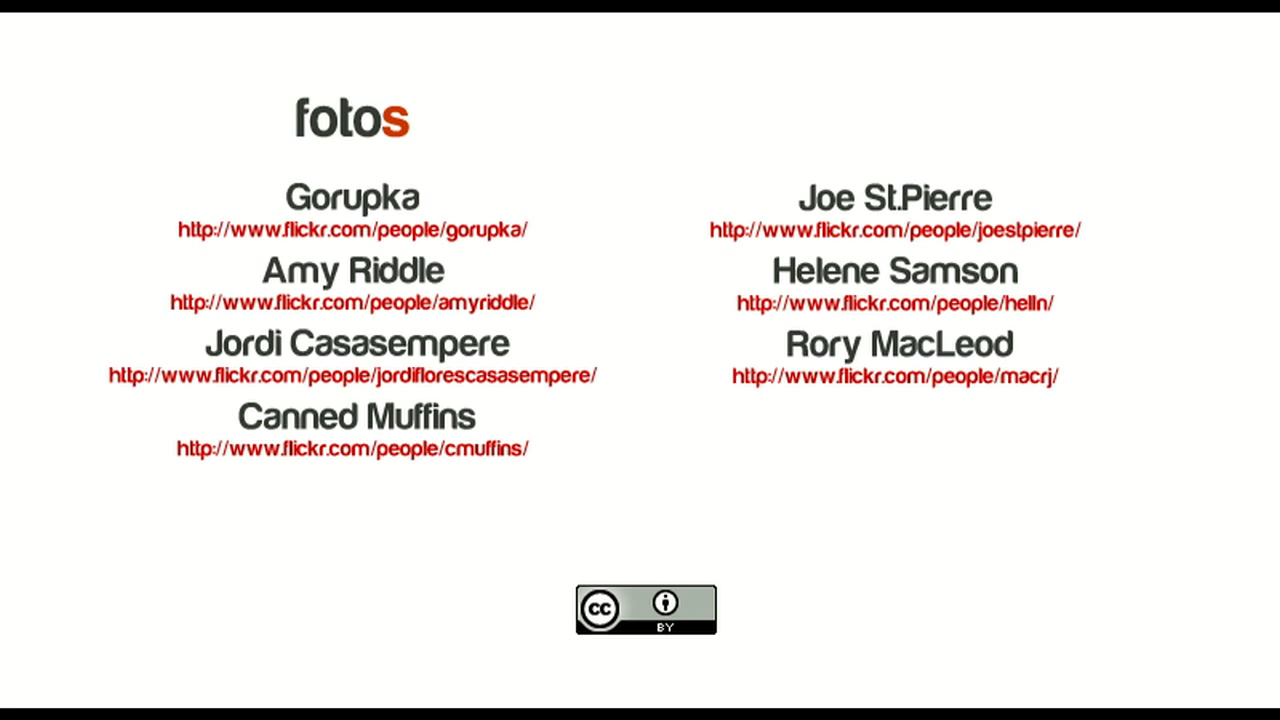 fotos
Gorupka
http://www.flickr.com/people/gorupka/
Amy Riddle
http://www.flickr.com/people/amyriddle/
Jordi Casasempere
http://www.flickr.com/people/jordiflorescasasempere/
Canned Muffins
http://www.flickr.com/people/cmuffins/
Joe St.Pierre
http://www.flickr.com/people/joestpierre/
Helene Samson
http://www.flickr.com/people/helln/
Rory MacLeod
http://www.flickr.com/people/macrj/
cc
BY